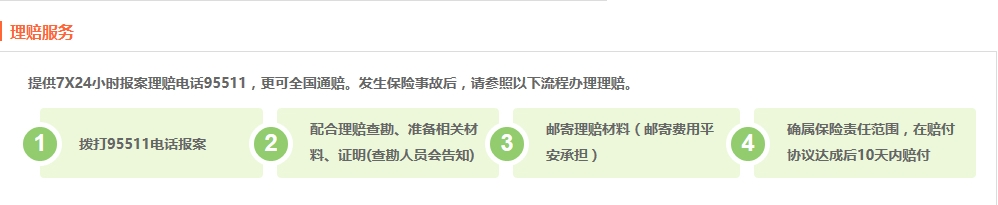 理赔服务
提供7X24小时报案理赔电话95511，更可全国通赔。发生保险事故后，请参照以下流程办理理赔。
1
拨打95511电话报案
2
配合理赔查勘、准备相关材
料、证明(查勘人员会告知)
3
邮寄理赔材料（邮寄费用平
安承担）
4
确属保险责任范围，在赔付
协议达成后10天内赔付